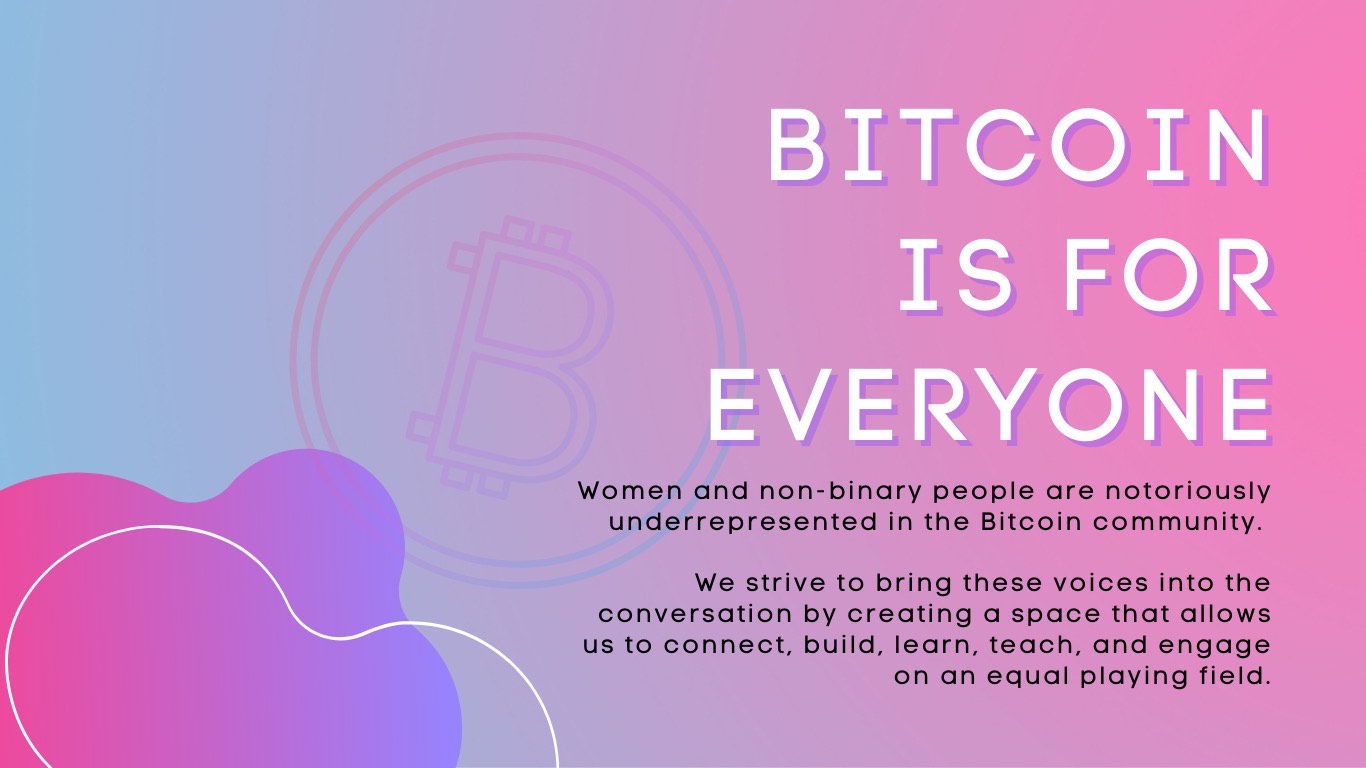 BITCOIN
IS FOR
EVERYONE
Women and non-binary people are notoriously
underrepresented in the Bitcoin community.
We strive to bring these voices into the
conversation by creating a space that allows
us to connect, build, learn, teach, and engage
on an equal playing field.